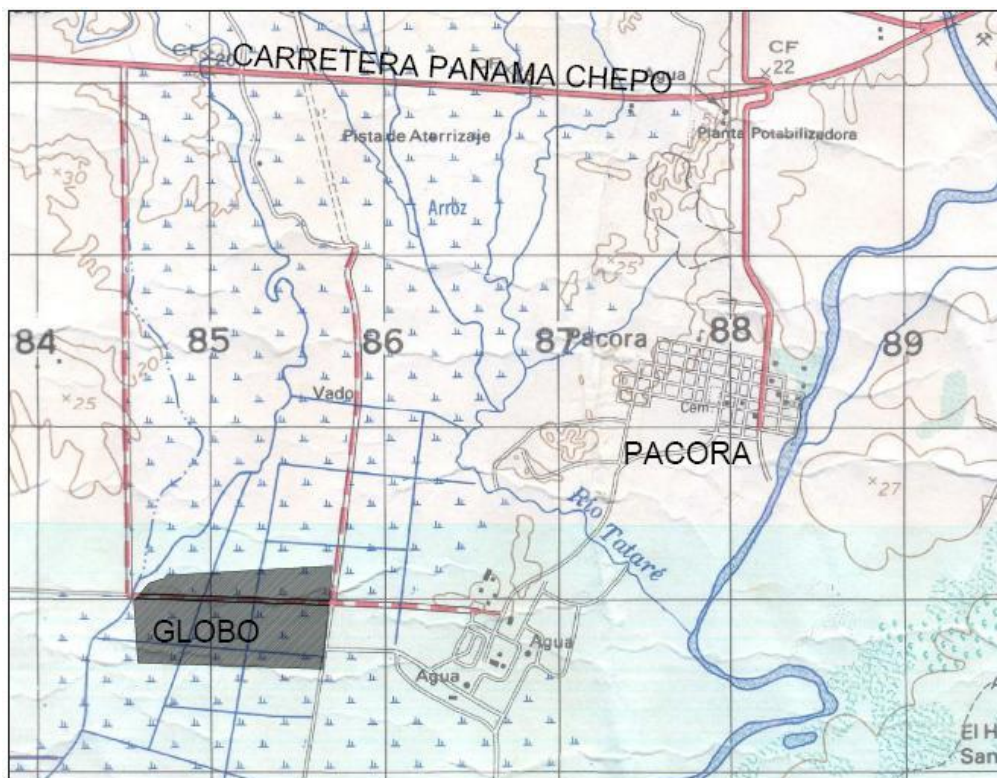 CF
20
CARRETERA PANAMA CHEPO
CF
22
Agua
Pista de Aterrizaje
Planta Potabilizadora
30
Arroz
25
84
85
86
87
Pacora
88
89
20
25
Vado
Cem
PACORA
27
Río Tataré
GLOBO
Agua
Agua
El H
San